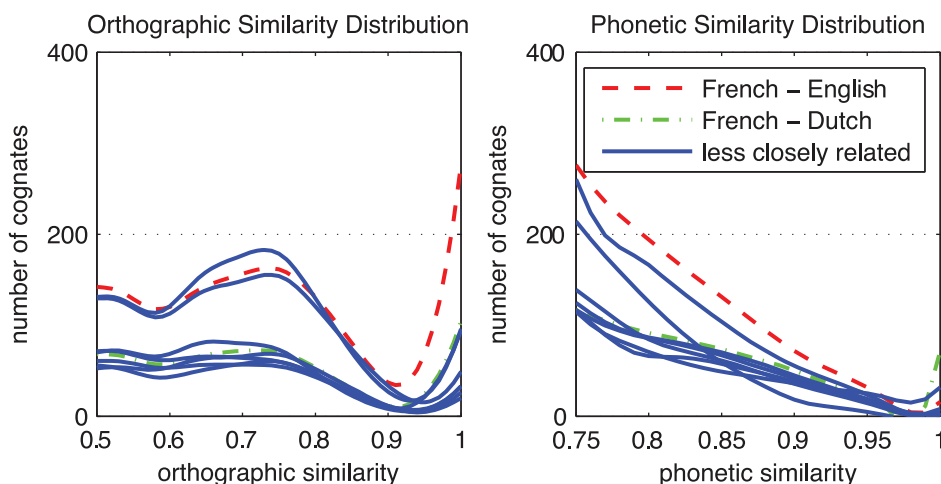 Orthographic Similarity Distribution
400
200
0
0.5 0.6 0.7 0.8 0.9 1
number of cognates
orthographic similarity
Phonetic Similarity Distribution
400
200
0
0.75 0.8 0.85 0.9 0.95 1
number of cognates
phonetic similarity
French – English
French – Dutch
less closely related